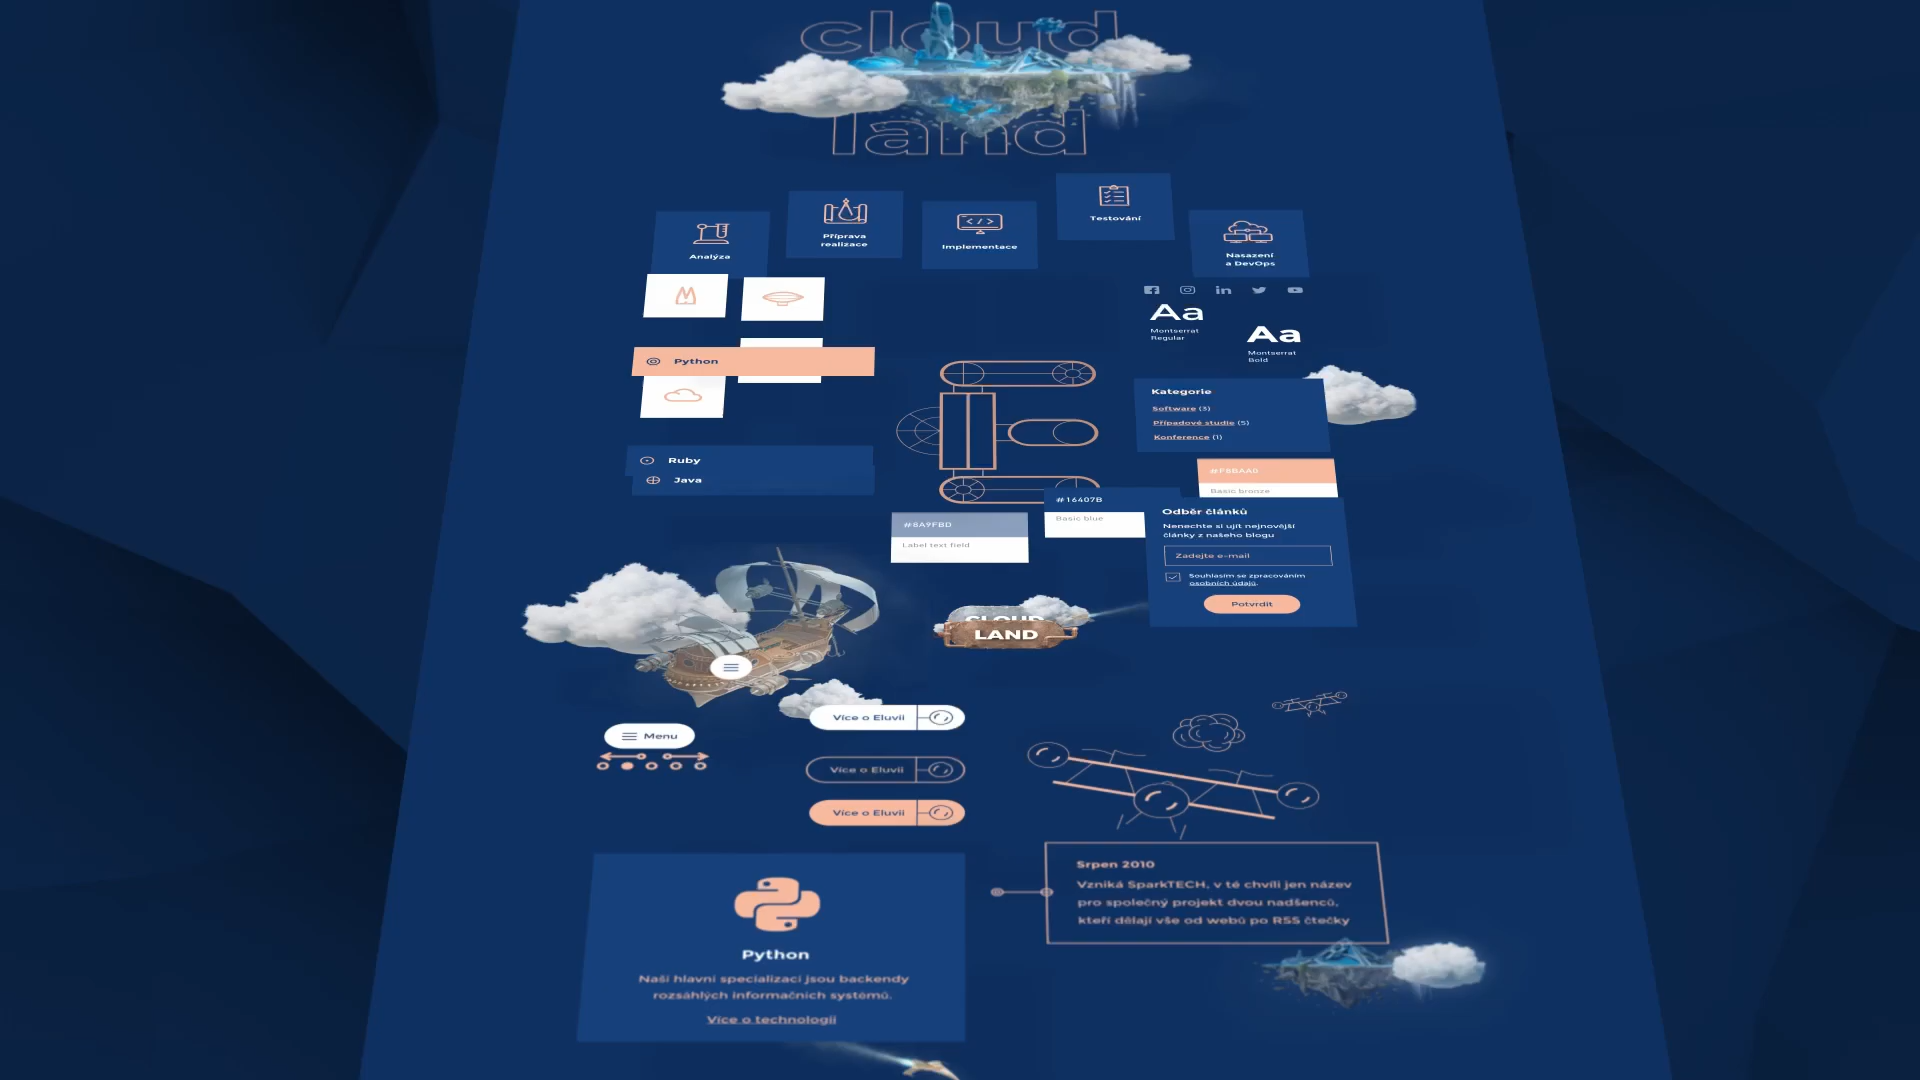 cloud
land
Analýza
Příprava
realizace
Implementace
Testování
Nasazení
a DevOps
Aa
Montserrat
Regular
Aa
Montserrat
Bold
Python
Kategorie
Software (3)
Případové studie (5)
Konference (1)
Ruby
Java
#F8BAA0
Basic bronze
#16407B
Basic blue
#8A9FBD
Label text field
Odběr článků
Nenechte si ujít nejnovější
články z našeho blogu
Zadejte e-mail
Souhlasím se zpracováním
osobních údajů.
Potvrdit
CLOUD
LAND
Menu
Více o Eluvii
Více o Eluvii
Více o Eluvii
Srpen 2010
Vzniká SparkTECH, v té chvíli jen název
pro společný projekt dvou nadšenců,
kteří dělají vše od webů po RSS čtečky
Python
Naší hlavní specializací jsou backendy
rozsáhlých informačních systémů.
Více o technologii